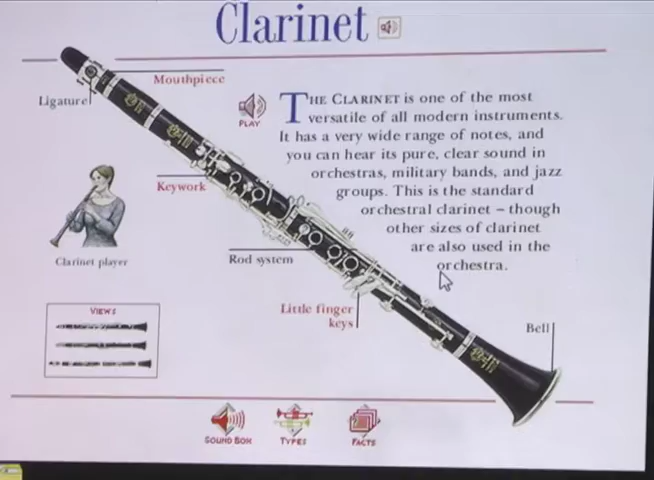 Clarinet
Mouthpiece
Ligature
PLAY
THE CLARINET is one of the most
versatile of all modern instruments.
It has a very wide range of notes, and
you can hear its pure, clear sound in
orchestras, military bands, and jazz
groups. This is the standard
orchestral clarinet – though
other sizes of clarinet
are also used in the
orchestra.
Keywork
Clarinet player
Rod system
Little finger
keys
VIEWS
Bell
SOUND BOX
TYPES
FACTS